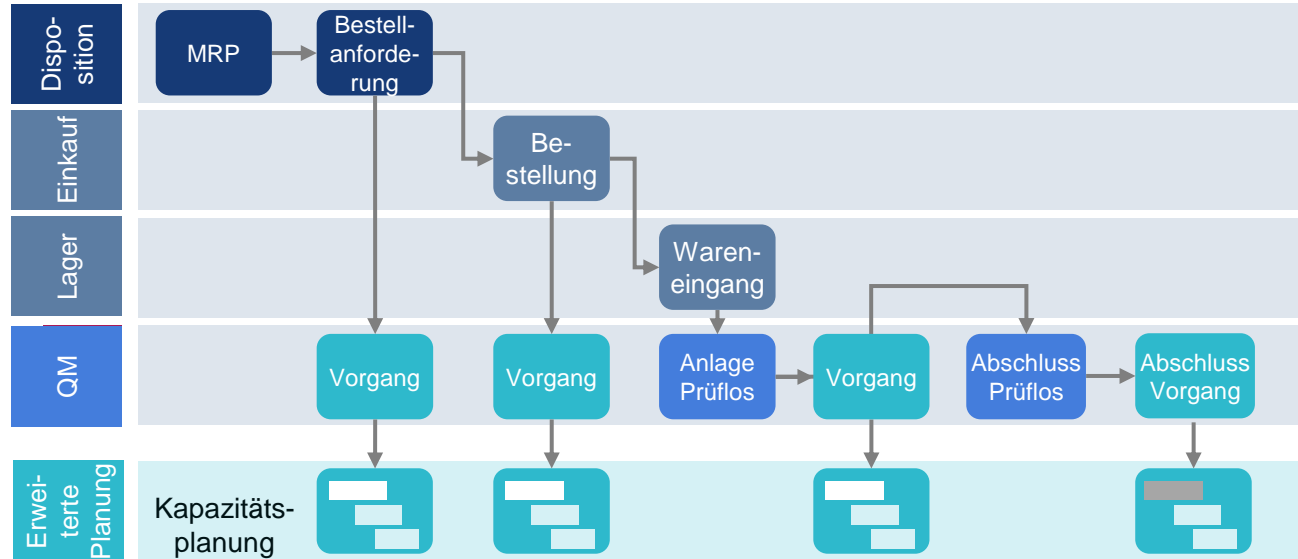 Dispo-
sition
MRP
Bestell-
anforde-
rung
Einkauf
Be-
stellung
Lager
Waren-
eingang
QM
Vorgang
Vorgang
Anlage
Prüflos
Vorgang
Abschluss
Prüflos
Abschluss
Vorgang
Erwei-
terte
Planung
Kapazitäts-
planung